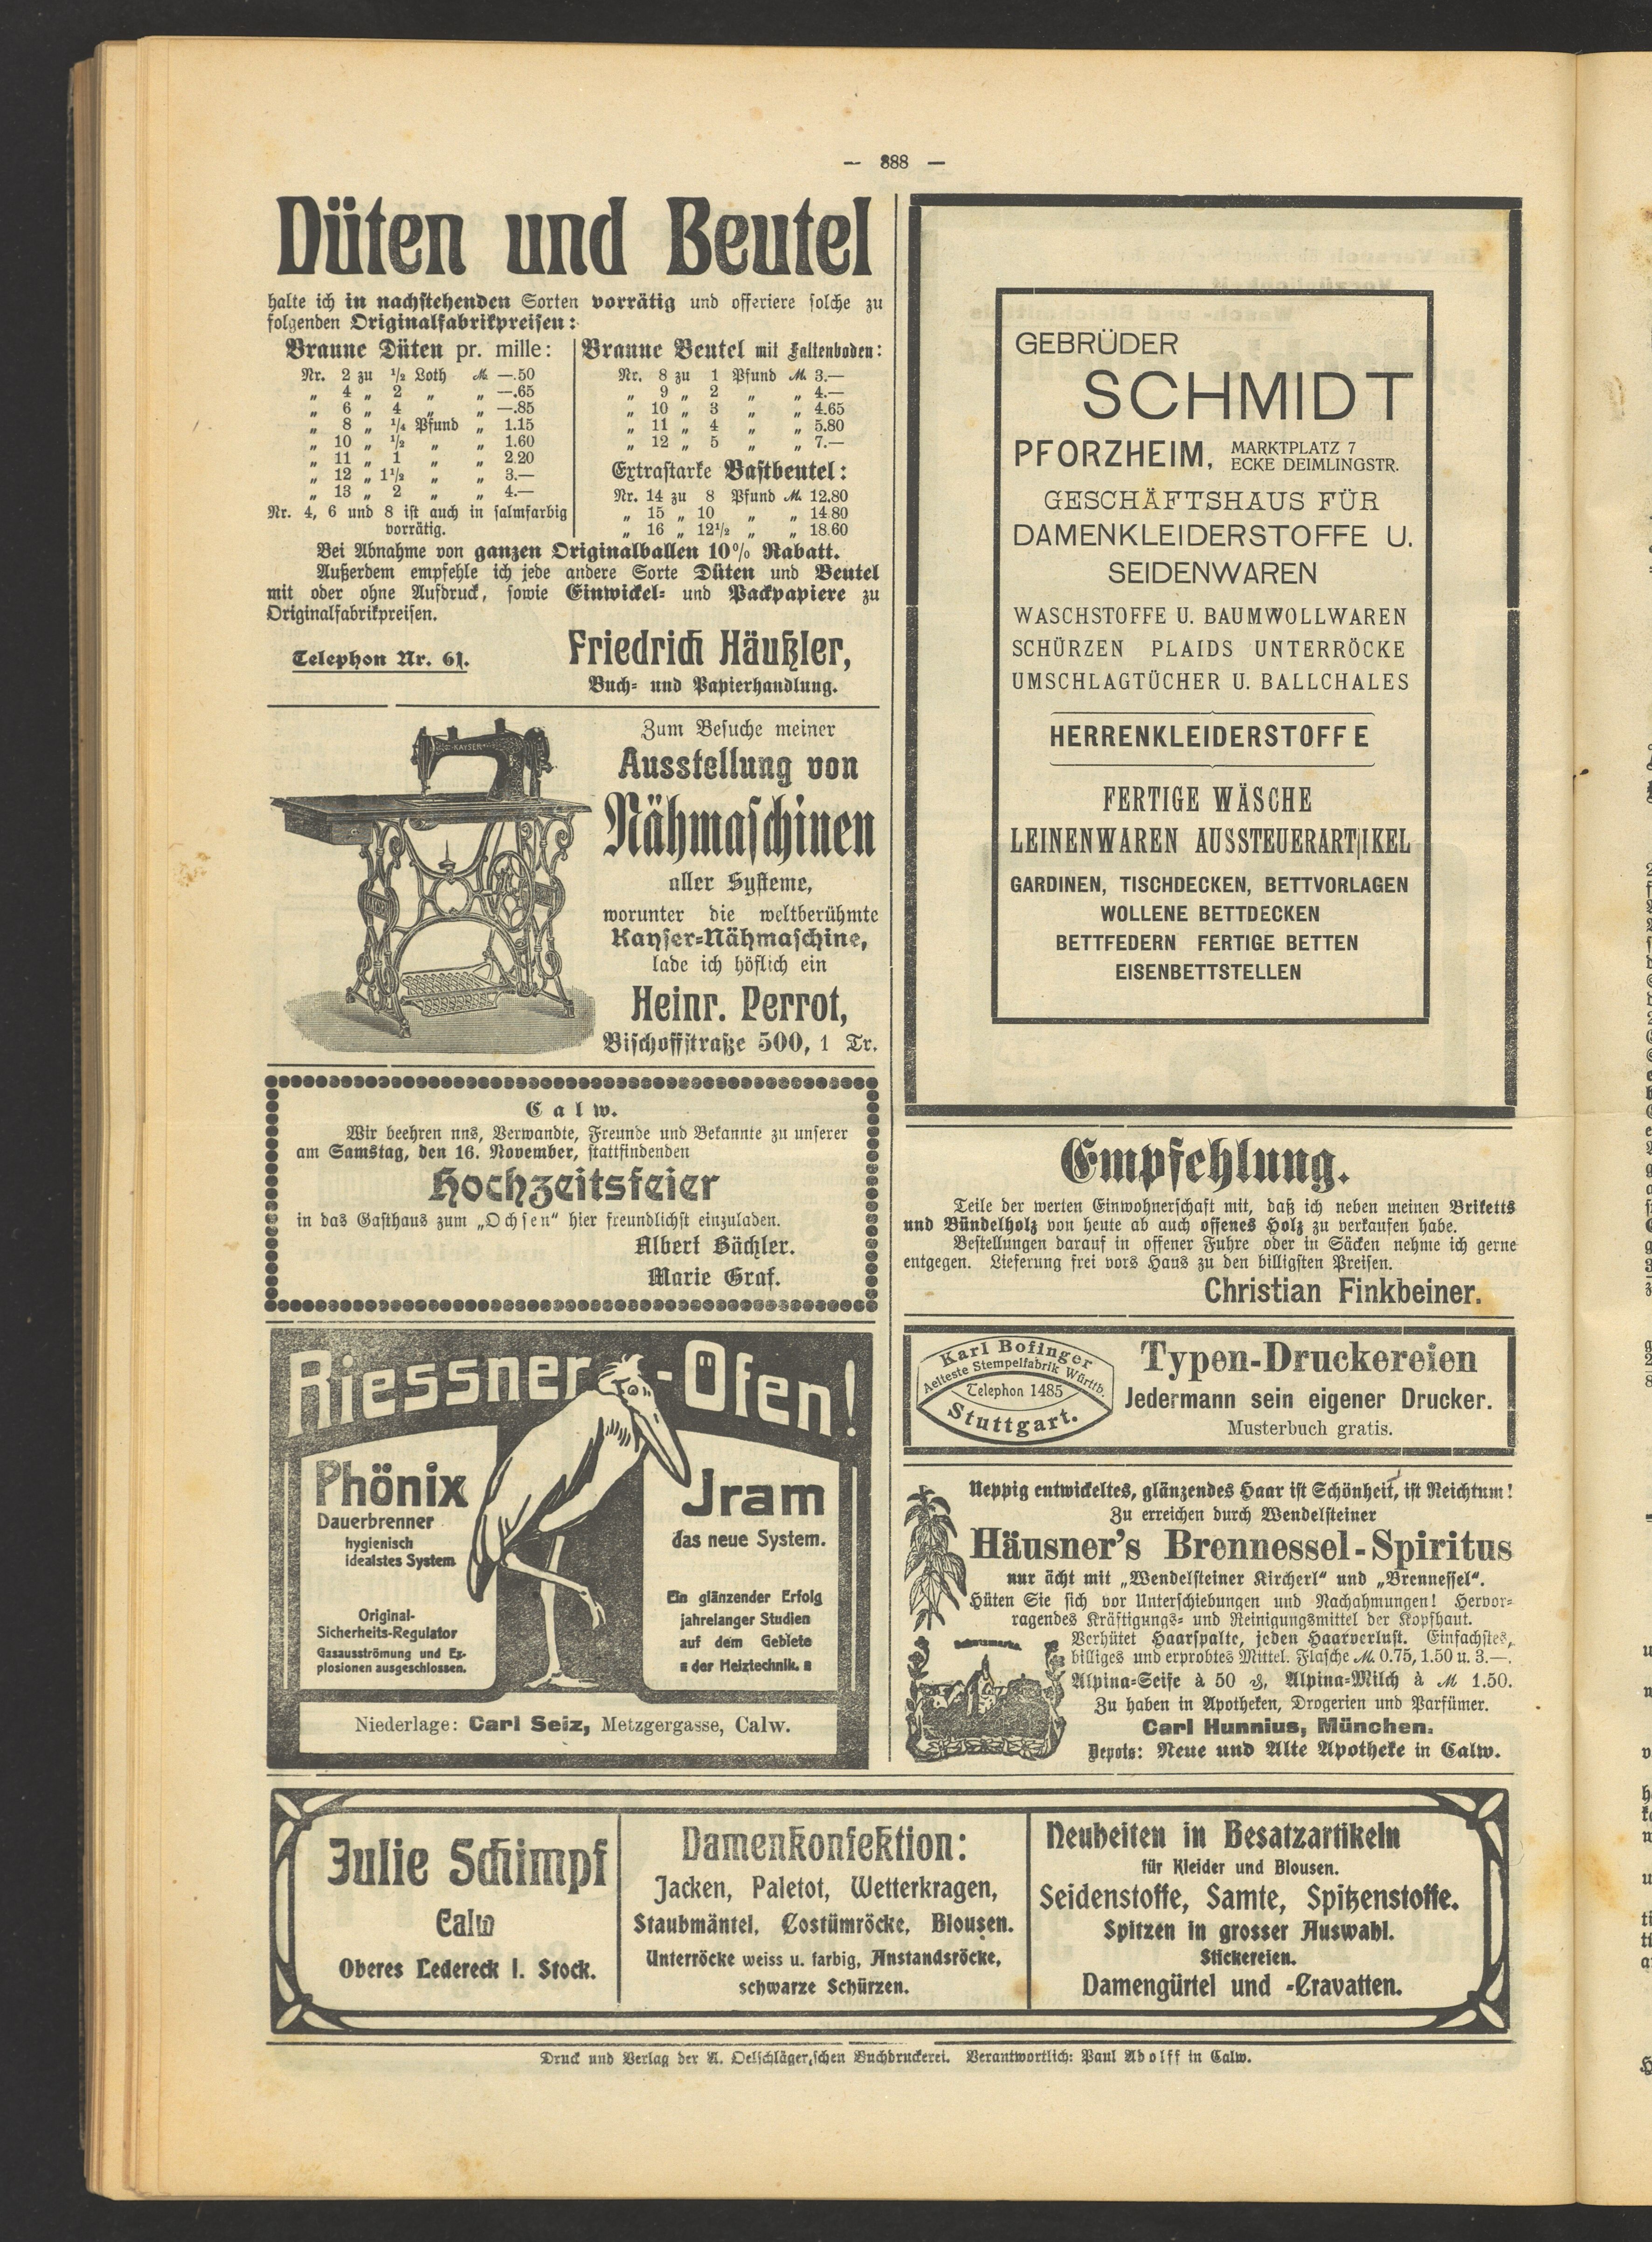 — 888 —
Düten und Beutel
halte ich in nachstehenden Sorten vorrätig und offeriere solche zu
folgenden Originalfabrikpreisen:
Braune Düten pr. mille:
Nr. 2 zu ½ Loth M. —.50
„ 4 „ 2 „ „ —.65
„ 6 „ 4 „ „ —.85
„ 8 „ ¼ Pfund „ 1.15
„ 10 „ ½ „ „ 1.60
„ 11 „ 1 „ „ 2.20
„ 12 „ 1½ „ „ 3.—
„ 13 „ 2 „ „ 4.—
Nr. 4, 6 und 8 ist auch in salmfarbig
vorrätig.
Braune Beutel mit Faltenboden:
Nr. 8 zu 1 Pfund M. 3.—
„ 9 „ 2 „ „ 4.—
„ 10 „ 3 „ „ 4.65
„ 11 „ 4 „ „ 5.80
„ 12 „ 5 „ „ 7.—
Extrastarke Bastbeutel:
Nr. 14 zu 8 Pfund M. 12.80
„ 15 „ 10 „ „ 14.80
„ 16 „ 12½ „ „ 18.60
Bei Abnahme von ganzen Originalballen 10% Rabatt.
Außerdem empfehle ich jede andere Sorte Düten und Beutel
mit oder ohne Aufdruck, sowie Einwickel- und Packpapiere zu
Originalfabrikpreisen.
Telephon Nr. 61.
Friedrich Häußler,
Buch- und Papierhandlung.
KAYSER
Zum Besuche meiner
Ausstellung von
Nähmaschinen
aller Systeme,
worunter die weltberühmte
Kayser-Nähmaschine,
lade ich höflich ein
Heinr. Perrot,
Bischoffstraße 500, 1 Tr.
Calw.
Wir beehren nns, Verwandte, Freunde und Bekannte zu unserer
am Samstag, den 16. November, stattfindenden
Hochzeitsfeier
in das Gasthaus zum „Ochsen" hier freundlichst einzuladen.
Albert Bächler.
Marie Graf.
Riessner-Öfen!
Phönix
Dauerbrenner
hygienisch
idealstes System
Original-
Sicherheits-Regulator
Gasausströmung und Ex-
plosionen ausgeschlossen.
Jram
das neue System.
Ein glänzender Erfolg
jahrelanger Studien
auf dem Gebiete
der Heiztechnik.
Niederlage: Carl Seiz, Metzgergasse, Calw.
GEBRÜDER
SCHMIDT
PFORZHEIM, MARKTPLATZ 7
ECKE DEIMLINGSTR.
GESCHÄFTSHAUS FÜR
DAMENKLEIDERSTOFFE U.
SEIDENWAREN
WASCHSTOFFE U. BAUMWOLLWAREN
SCHÜRZEN PLAIDS UNTERRÖCKE
UMSCHLAGTÜCHER U. BALLCHALES
HERRENKLEIDERSTOFFE
FERTIGE WÄSCHE
LEINENWAREN AUSSTEUERARTIKEL
GARDINEN, TISCHDECKEN, BETTVORLAGEN
WOLLENE BETTDECKEN
BETTFEDERN FERTIGE BETTEN
EISENBETTSTELLEN
Empfehlung.
Teile der werten Einwohnerschaft mit, daß ich neben meinen Briketts
und Bündelholz von heute ab auch offenes Holz zu verkaufen habe.
Bestellungen darauf in offener Fuhre oder in Säcken nehme ich gerne
entgegen. Lieferung frei vors Haus zu den billigsten Preisen.
Christian Finkbeiner.
Karl Bofinger
Aelteste Stempelfabrik Württb.
Telephon 1485
Stuttgart.
Typen-Druckereien
Jedermann sein eigener Drucker.
Musterbuch gratis.
Ueppig entwickeltes, glänzendes Haar ist Schönheit, ist Reichtum!
Zu erreichen durch Wendelsteiner
Häusner's Brennessel-Spiritus
nur ächt mit „Wendelsteiner Kircherl" und „Brennessel".
Hüten Sie sich vor Unterschiebungen und Nachahmungen! Hervor-
ragendes Kräftigungs- und Reinigungsmittel der Kopfhaut.
Schutzmarke
Verhütet Haarspalte, jeden Haarverlust. Einfachstes,
billiges und erprobtes Mittel. Flasche M. 0.75, 1.50 u. 3.—.
Alpina-Seife à 50 ₰, Alpina-Milch à M 1.50.
Zu haben in Apotheken, Drogerien und Parfümer.
Carl Hunnius, München.
Depots: Neue und Alte Apotheke in Calw.
Julie Schimpf
Calw
Oberes Ledereck I. Stock.
Damenkonfektion:
Jacken, Paletot, Wetterkragen,
Staubmäntel, Costümröcke, Blousen.
Unterröcke weiss u. farbig, Anstandsröcke,
schwarze Schürzen.
Neuheiten in Besatzartikeln
für Kleider und Blousen.
Seidenstoffe, Samte, Spitzenstoffe.
Spitzen in grosser Auswahl.
Stickereien.
Damengürtel und -Cravatten.
Druck und Verlag der A. Oelschläger'schen Buchdruckerei. Verantwortlich: Paul Adolff in Calw.